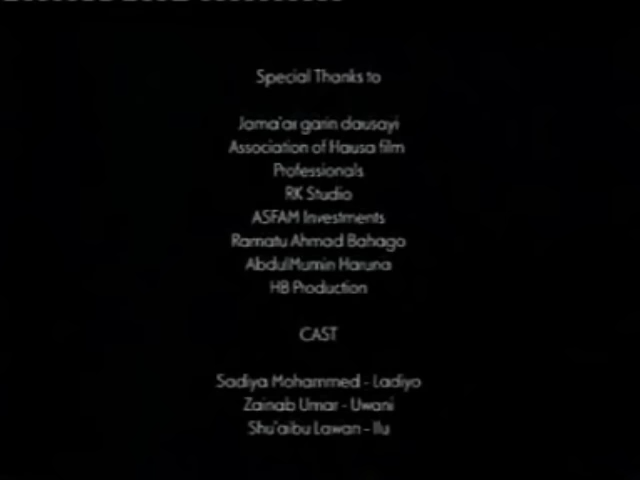 Special Thanks to
Jama'ar garin dausayi
Association of Hausa film
Professionals
RK Studio
ASFAM Investments
Ramatu Ahmad Bahago
AbdulMumin Haruna
HB Production
CAST
Sadiya Mohammed - Ladiyo
Zainab Umar - Uwani
Shu'aibu Lawan - Ilu